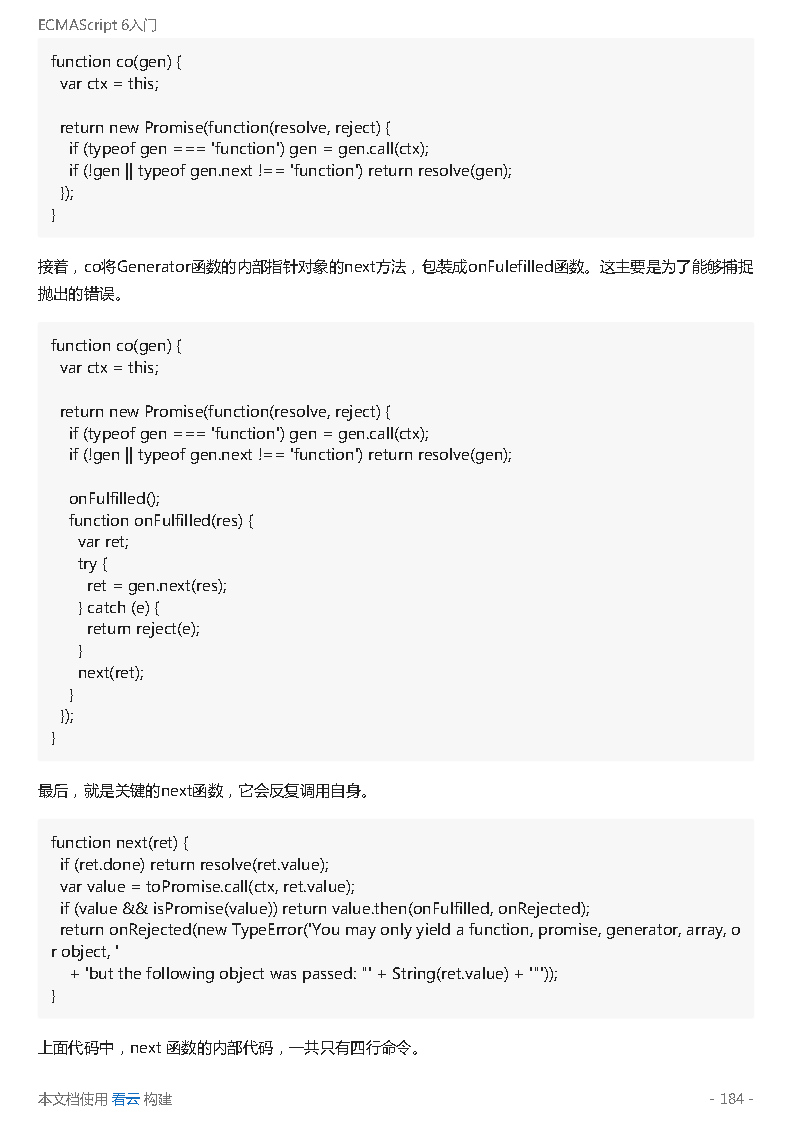 ECMAScript 6入门
function co(gen) {
  var ctx = this;

  return new Promise(function(resolve, reject) {
    if (typeof gen === 'function') gen = gen.call(ctx);
    if (!gen || typeof gen.next !== 'function') return resolve(gen);
  });
}
接着，co将Generator函数的内部指针对象的next方法，包装成onFulefilled函数。这主要是为了能够捕捉
抛出的错误。
function co(gen) {
  var ctx = this;

  return new Promise(function(resolve, reject) {
    if (typeof gen === 'function') gen = gen.call(ctx);
    if (!gen || typeof gen.next !== 'function') return resolve(gen);

    onFulfilled();
    function onFulfilled(res) {
      var ret;
      try {
        ret = gen.next(res);
      } catch (e) {
        return reject(e);
      }
      next(ret);
    }
  });
}
最后，就是关键的next函数，它会反复调用自身。
function next(ret) {
  if (ret.done) return resolve(ret.value);
  var value = toPromise.call(ctx, ret.value);
  if (value && isPromise(value)) return value.then(onFulfilled, onRejected);
  return onRejected(new TypeError('You may only yield a function, promise, generator, array, o
r object, '
    + 'but the following object was passed: "' + String(ret.value) + '"'));
}
上面代码中，next 函数的内部代码，一共只有四行命令。
本文档使用 看云 构建
- 184 -